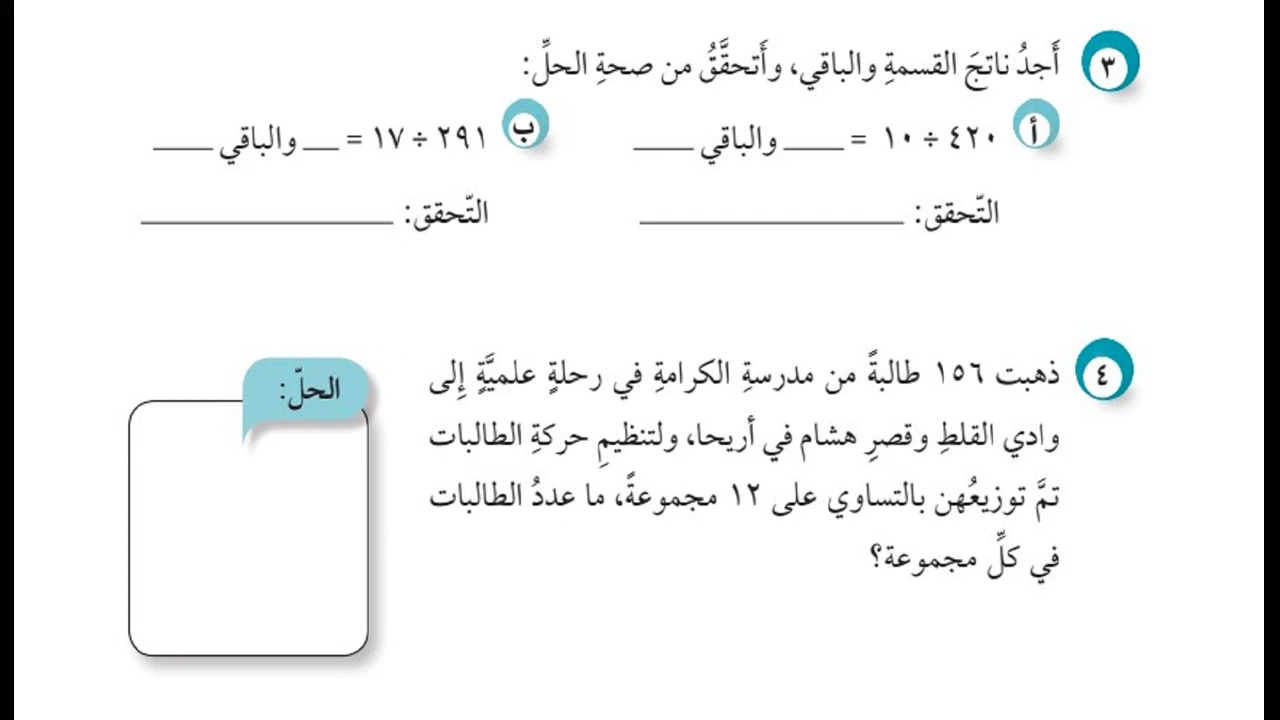 ٣ أَجدُ ناتجَ القسمةِ والباقي، وأَتحقَّقُ من صحةِ الحلِّ:
أ ٤٢٠ ÷ ١٠ = ____ والباقي ____
ب ٢٩١ ÷ ١٧ = ___ والباقي ____
التّحقق: ________________
التّحقق: ________________
٤ ذهبت ١٥٦ طالبةً من مدرسةِ الكرامةِ في رحلةٍ علميَّةٍ إِلى
وادي القلطِ وقصرِ هشام في أريحا، ولتنظيمِ حركةِ الطالبات
تمَّ توزيعُهن بالتساوي على ١٢ مجموعةً، ما عددُ الطالبات
في كلِّ مجموعة؟
الحلّ: